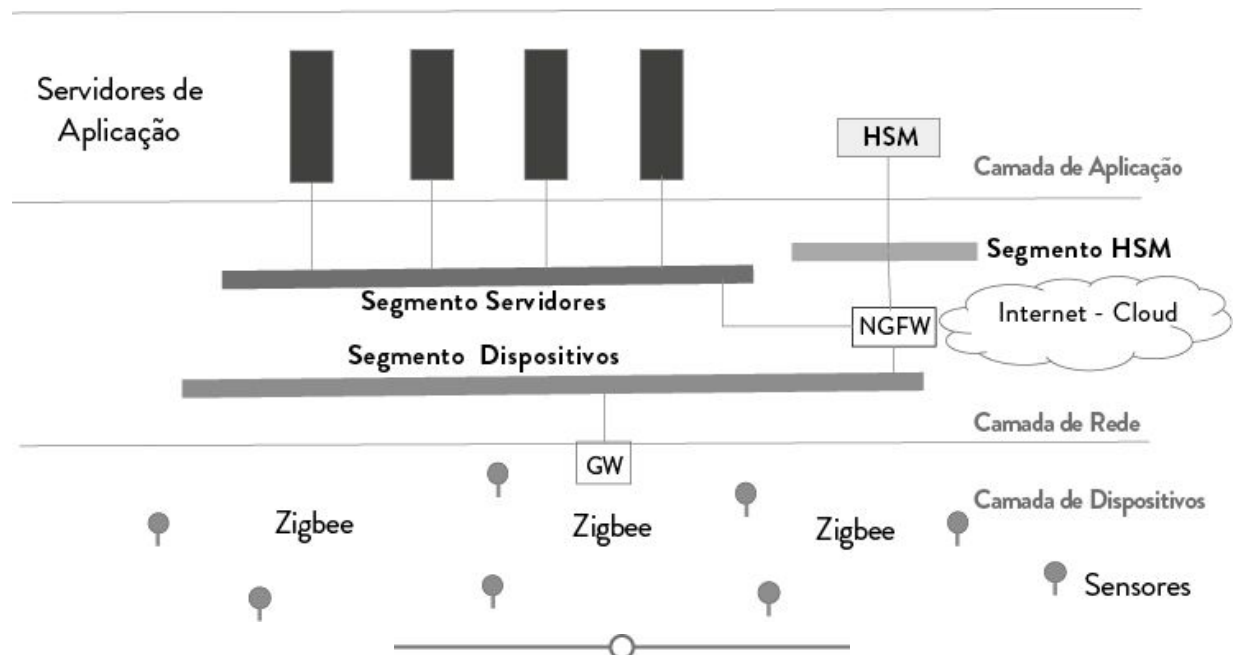 Servidores de
Aplicação
HSM
Camada de Aplicação
Segmento HSM
Segmento Servidores
NGFW
Internet - Cloud
Segmento Dispositivos
Camada de Rede
GW
Camada de Dispositivos
Zigbee
Zigbee
Zigbee
Sensores